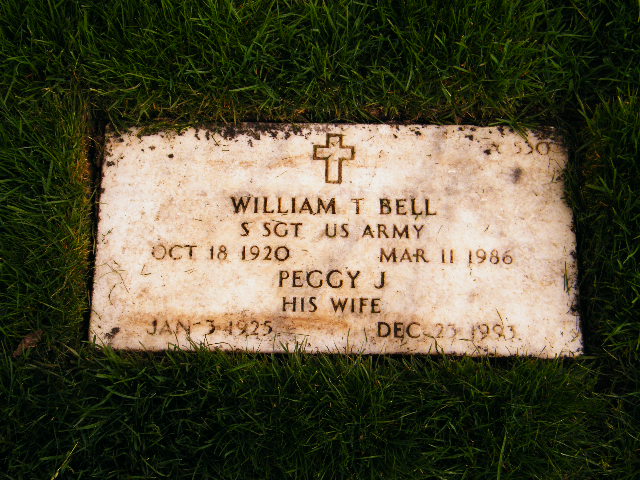 WILLIAM T BELL
S SGT US ARMY
OCT 18 1920 MAR 11 1986
PEGGY J
HIS WIFE
JAN 3 1925 DEC 1993